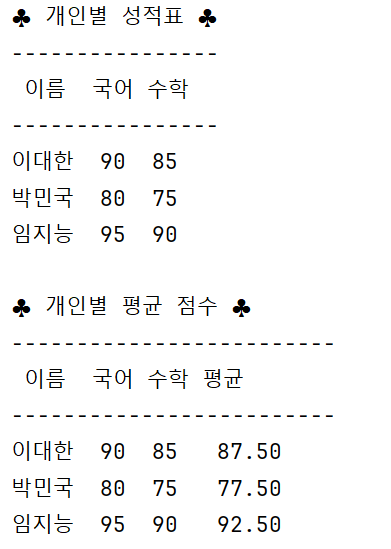 ♣ 개인별 성적표 ♣
----------------
 이름  국어 수학
----------------
이대한  90  85
박민국  80  75
임지능  95  90

♣ 개인별 평균 점수 ♣
-------------------------
 이름  국어 수학 평균
-------------------------
이대한  90  85   87.50
박민국  80  75   77.50
임지능  95  90   92.50